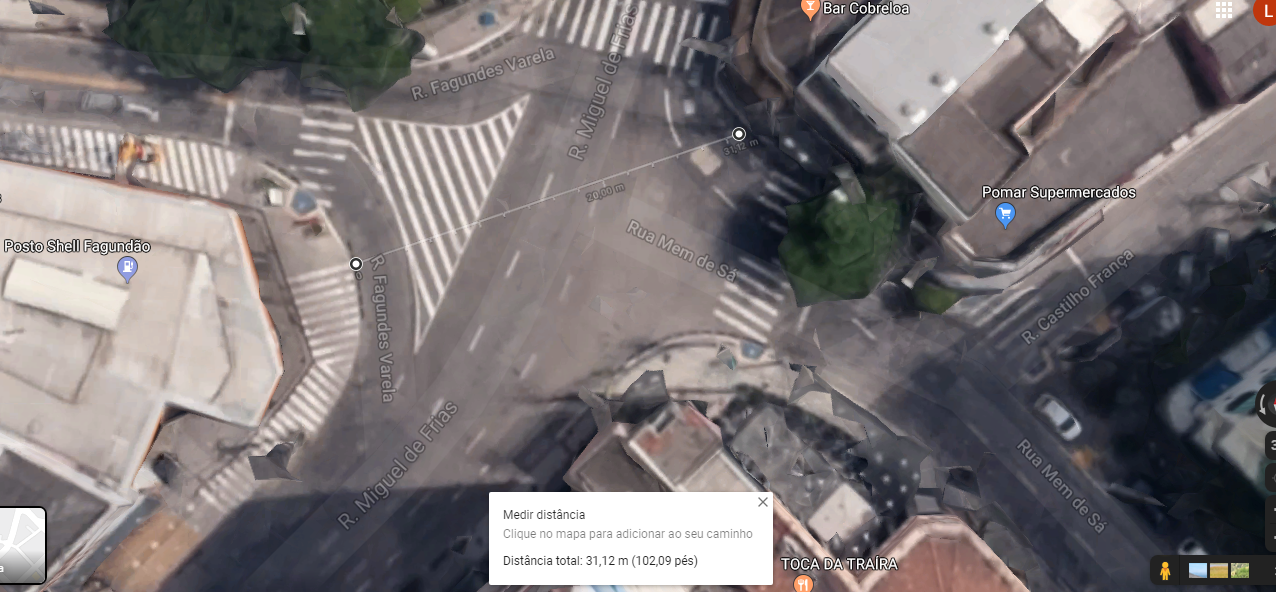 Bar Cobreloa
L
R. Fagundes Varela
R. Miguel de Frias
31,12 m
20,00 m
Pomar Supermercados
Rua Mem de Sá
Posto Shell Fagundão
R. Fagundes Varela
R. Castilho França
R. Miguel de Frias
Rua Mem de Sá
Medir distância
Clique no mapa para adicionar ao seu caminho
Distância total: 31,12 m (102,09 pés)
TOCA DA TRAÍRA